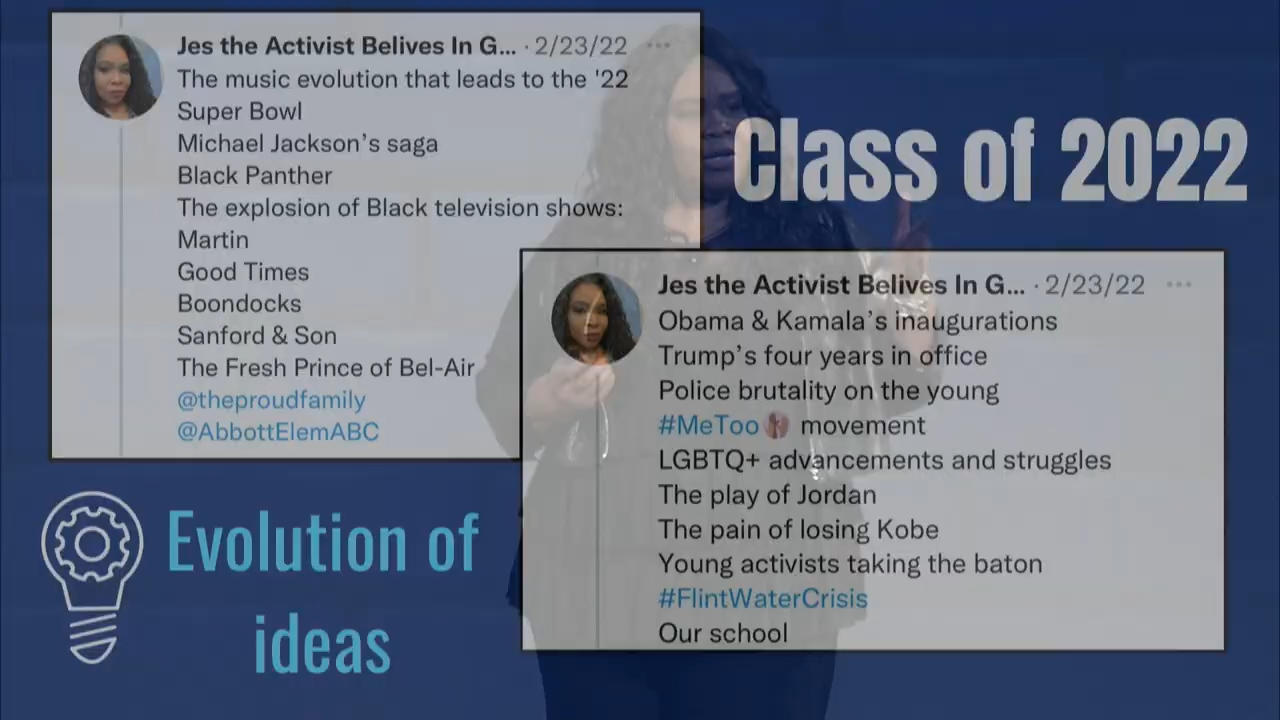 Jes the Activist Belives In G... · 2/23/22 ···
The music evolution that leads to the '22
Super Bowl
Michael Jackson's saga
Black Panther
The explosion of Black television shows:
Martin
Good Times
Boondocks
Sanford & Son
The Fresh Prince of Bel-Air
@theproudfamily
@AbbottElemABC
Class of 2022
Jes the Activist Belives In G... · 2/23/22 ···
Obama & Kamala's inaugurations
Trump's four years in office
Police brutality on the young
#MeToo movement
LGBTQ+ advancements and struggles
The play of Jordan
The pain of losing Kobe
Young activists taking the baton
#FlintWaterCrisis
Our school
Evolution of
ideas